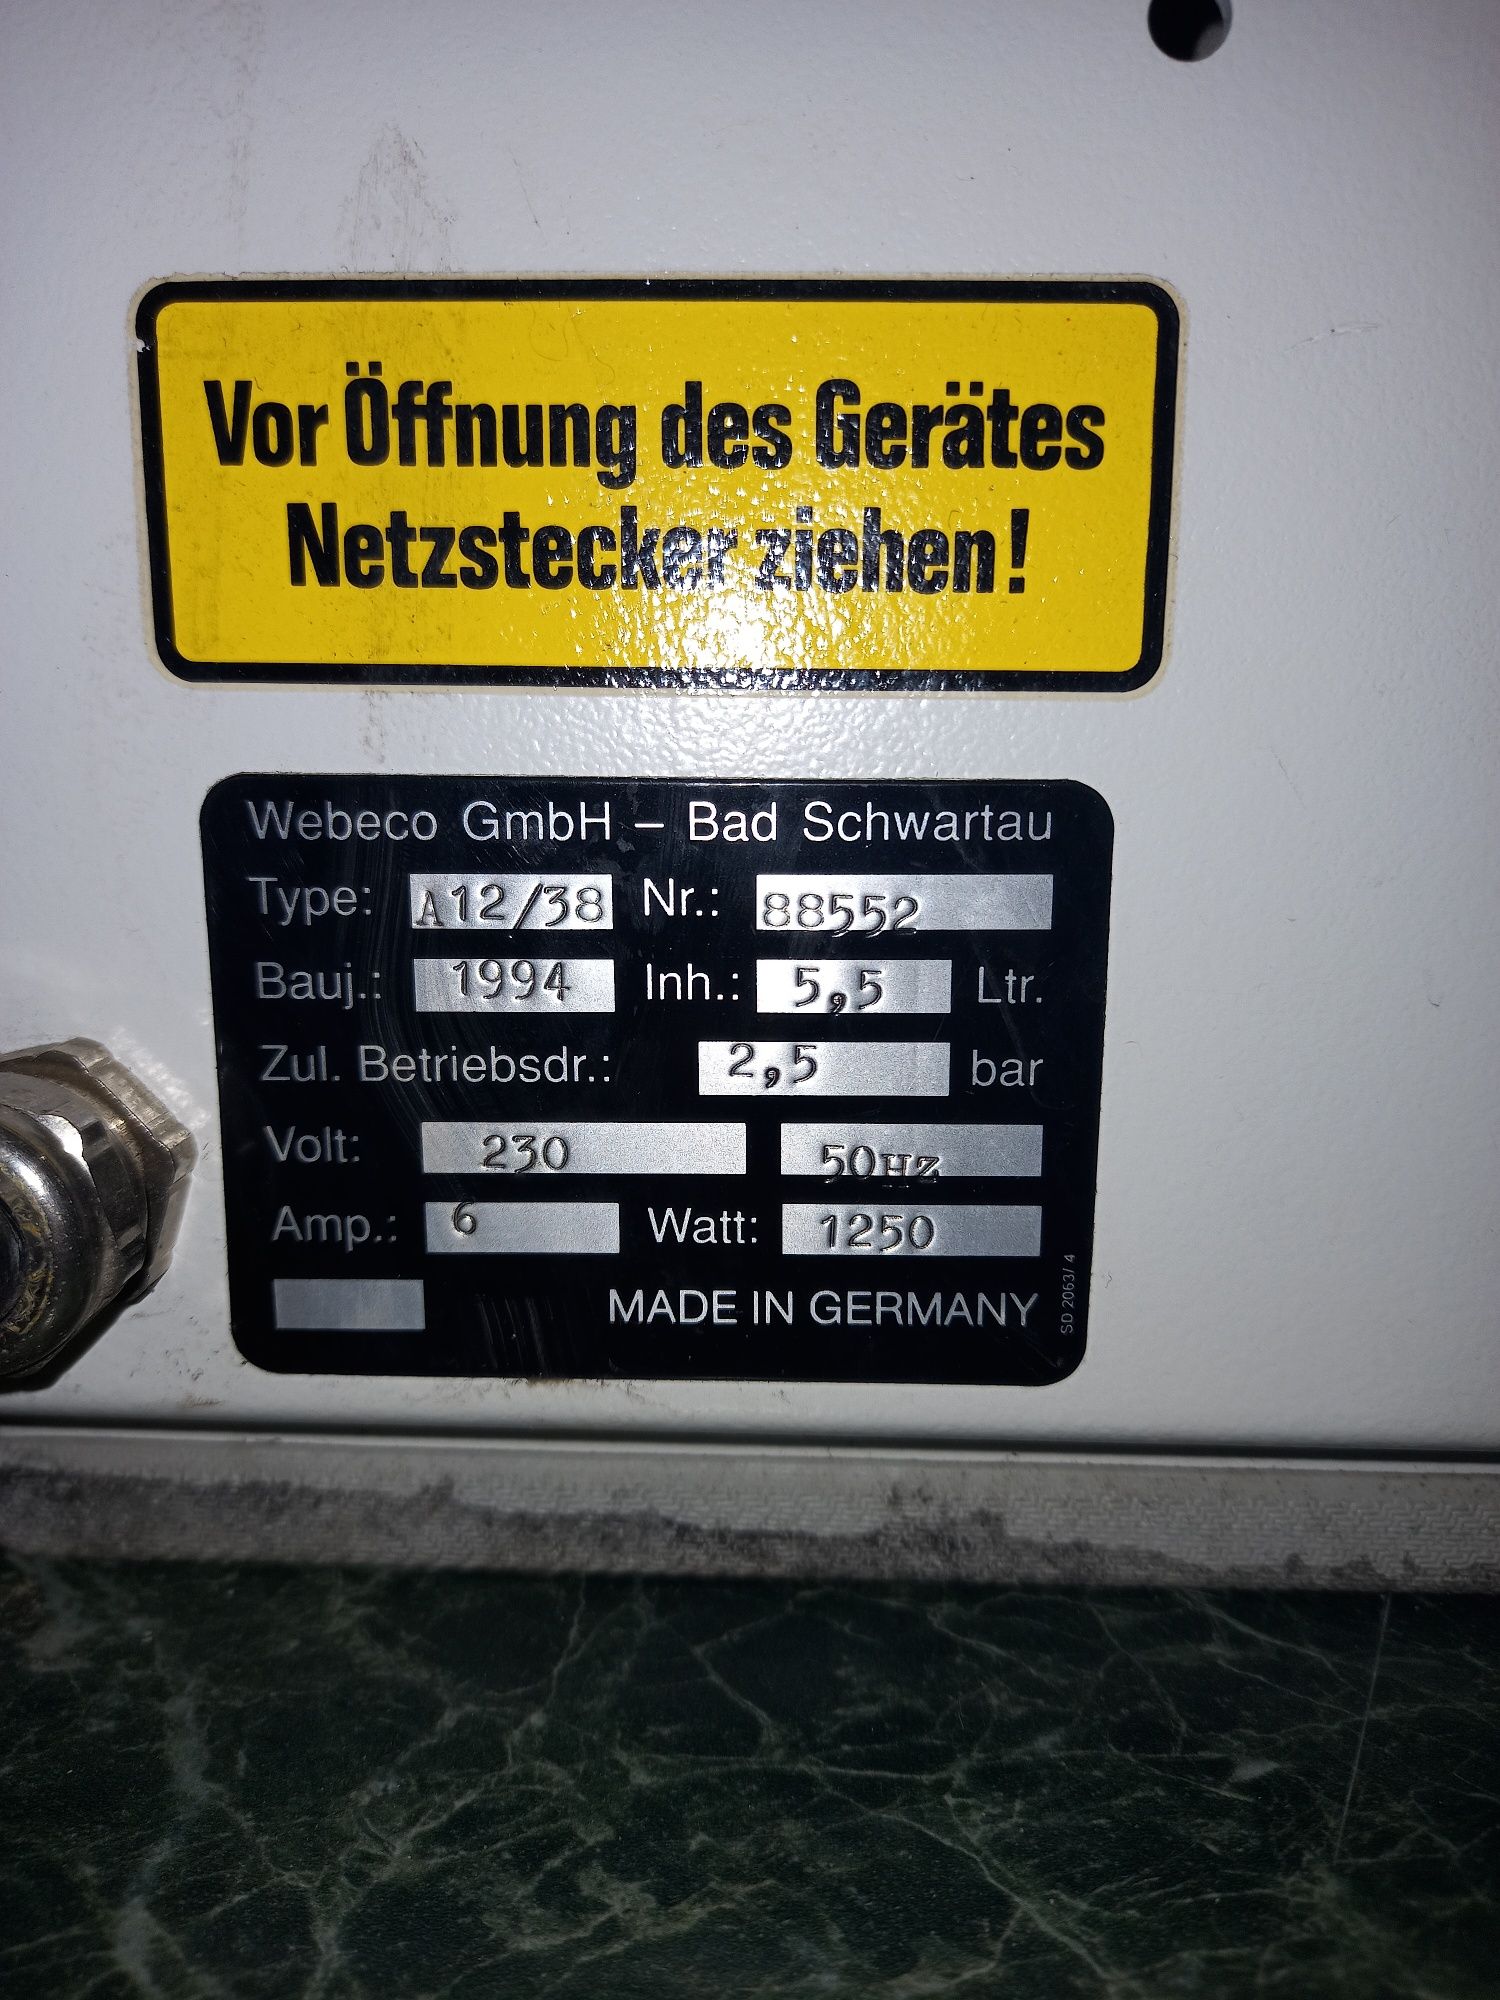 Vor Öffnung des Gerätes
Netzstecker ziehen!
Webeco GmbH – Bad Schwartau
Type: A12/38 Nr.: 88552
Bauj.: 1994 Inh.: 5,5 Ltr.
Zul. Betriebsdr.: 2,5 bar
Volt: 230 50HZ
Amp.: 6 Watt: 1250
MADE IN GERMANY
SD 2063/4